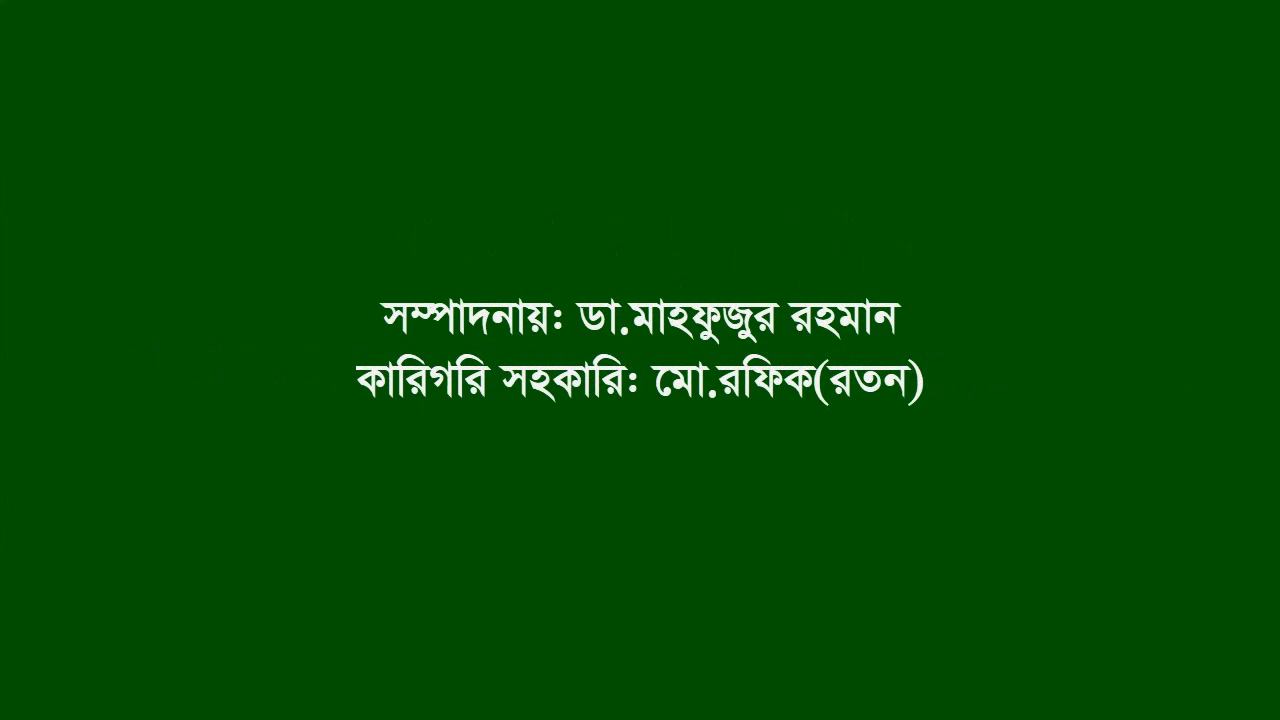 সম্পাদনায়ঃ ডা.মাহফুজুর রহমান
কারিগরি সহকারিঃ মো.রফিক(রতন)